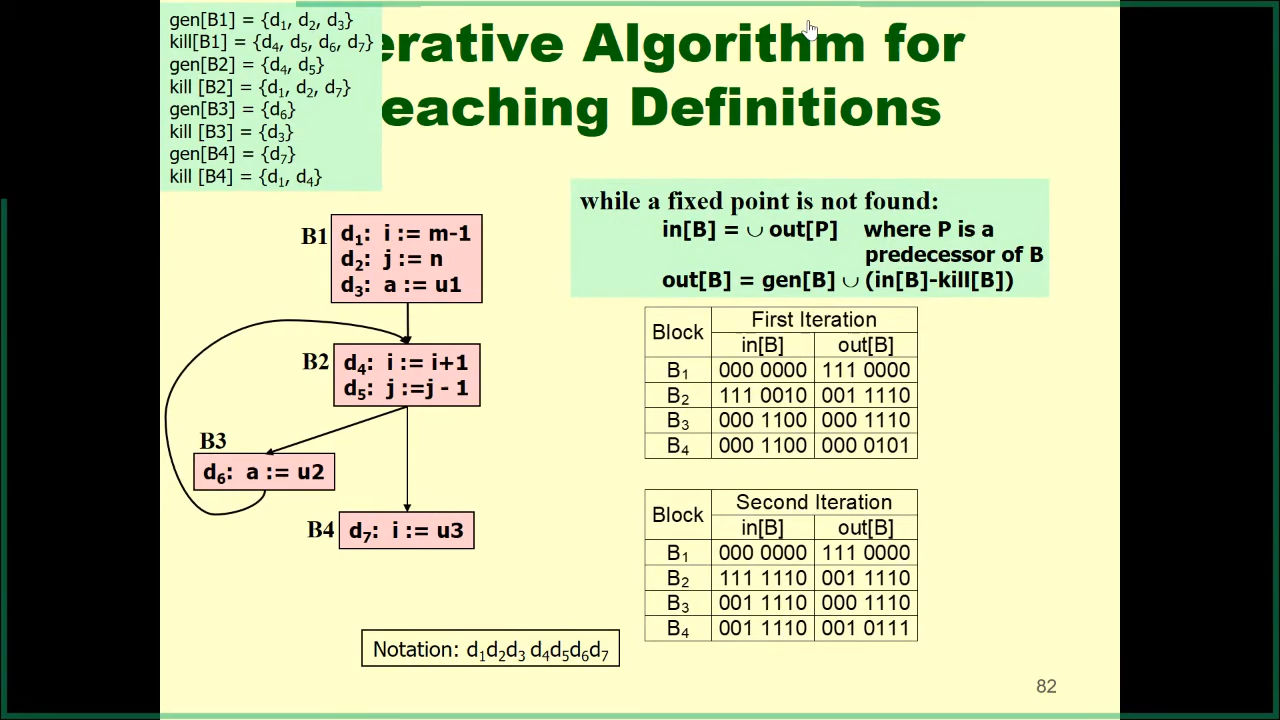 gen[B1] = {d₁, d₂, d₃}
kill[B1] = {d₄, d₅, d₆, d₇}
gen[B2] = {d₄, d₅}
kill [B2] = {d₁, d₂, d₇}
gen[B3] = {d₆}
kill [B3] = {d₃}
gen[B4] = {d₇}
kill [B4] = {d₁, d₄}
erative Algorithm for
eaching Definitions
while a fixed point is not found:
in[B] = ∪ out[P] where P is a
predecessor of B
out[B] = gen[B] ∪ (in[B]-kill[B])
B1
d₁: i := m-1
d₂: j := n
d₃: a := u1
B2
d₄: i := i+1
d₅: j :=j - 1
B3
d₆: a := u2
B4
d₇: i := u3
Block First Iteration
in[B] out[B]
B₁ 000 0000 111 0000
B₂ 111 0010 001 1110
B₃ 000 1100 000 1110
B₄ 000 1100 000 0101
Block Second Iteration
in[B] out[B]
B₁ 000 0000 111 0000
B₂ 111 1110 001 1110
B₃ 001 1110 000 1110
B₄ 001 1110 001 0111
Notation: d₁d₂d₃ d₄d₅d₆d₇
82